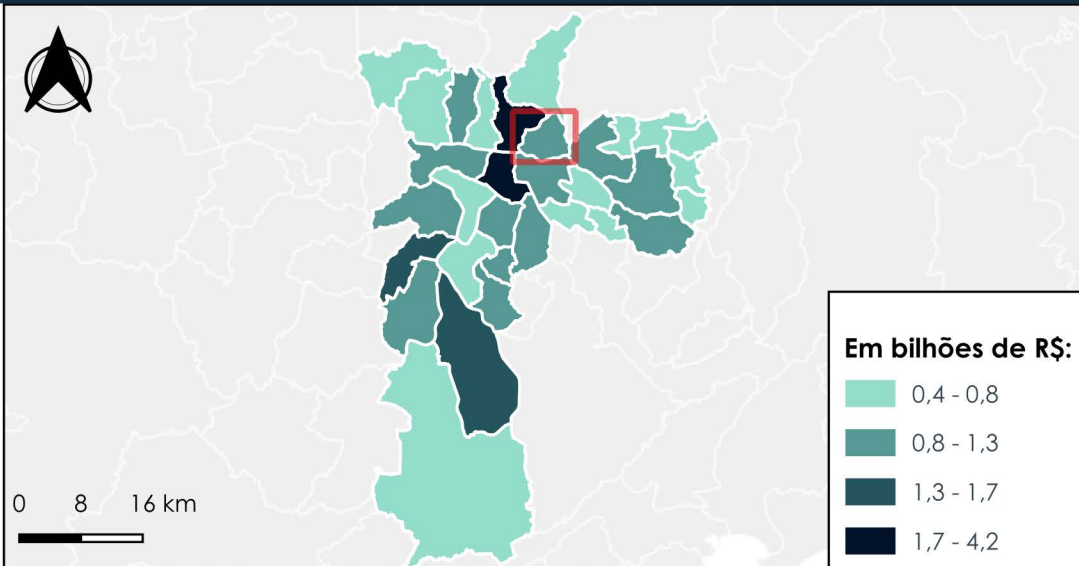 Em bilhões de R$:
0,4 - 0,8
0,8 - 1,3
1,3 - 1,7
1,7 - 4,2
0 8 16 km